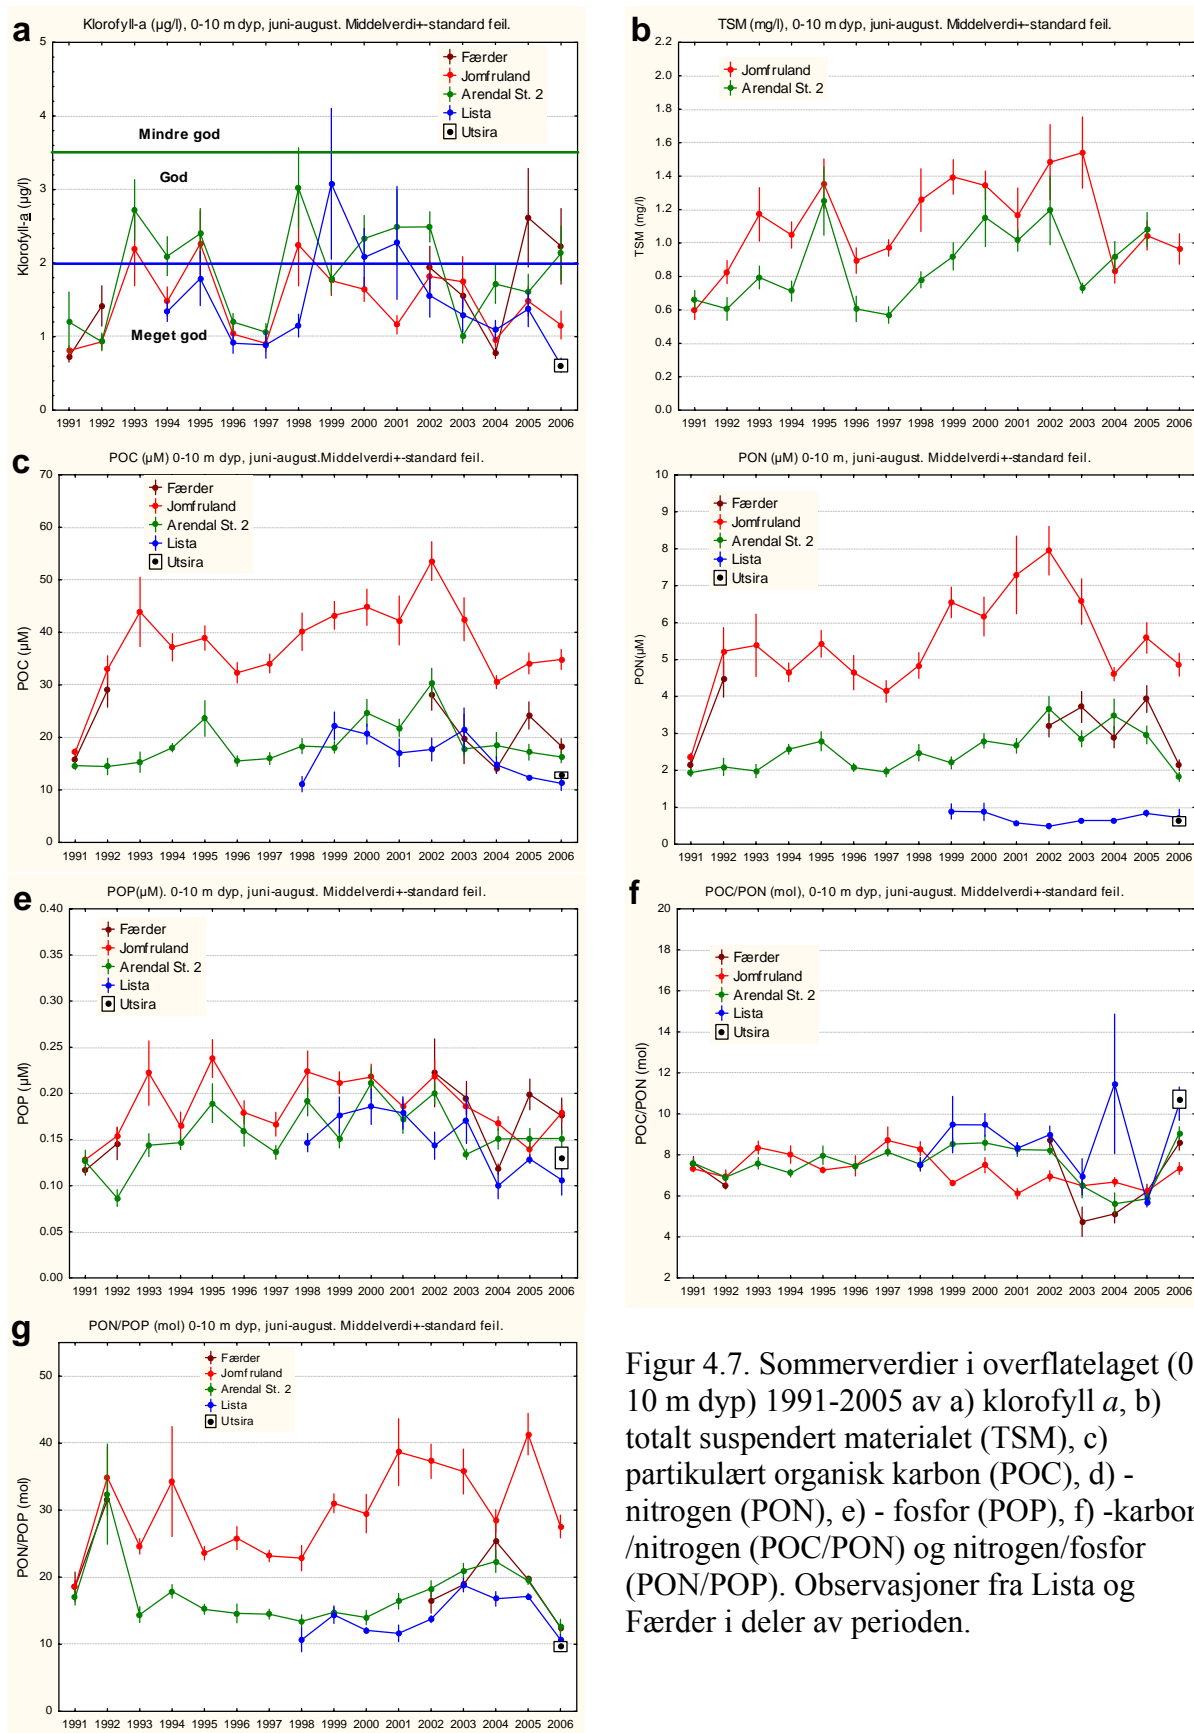 a
Klorofyll-a (µg/l), 0-10 m dyp, juni-august. Middelverdi+-standard feil.
Klorofyll-a (µg/l)
5
4
3
2
1
0
Færder
Jomfruland
Arendal St. 2
Lista
Utsira
Mindre god
God
Meget god
1991 1992 1993 1994 1995 1996 1997 1998 1999 2000 2001 2002 2003 2004 2005 2006
b
TSM (mg/l), 0-10 m dyp, juni-august. Middelverdi+-standard feil.
TSM (mg/l)
2.2
2.0
1.8
1.6
1.4
1.2
1.0
0.8
0.6
0.4
0.2
0.0
Jomfruland
Arendal St. 2
1991 1992 1993 1994 1995 1996 1997 1998 1999 2000 2001 2002 2003 2004 2005 2006
c
POC (µM) 0-10 m dyp, juni-august.Middelverdi+-standard feil.
POC (µM)
70
60
50
40
30
20
10
0
Færder
Jomfruland
Arendal St. 2
Lista
Utsira
1991 1992 1993 1994 1995 1996 1997 1998 1999 2000 2001 2002 2003 2004 2005 2006
PON (µM) 0-10 m, juni-august. Middelverdi+-standard feil.
PON(µM)
10
9
8
7
6
5
4
3
2
1
0
Færder
Jomfruland
Arendal St. 2
Lista
Utsira
1991 1992 1993 1994 1995 1996 1997 1998 1999 2000 2001 2002 2003 2004 2005 2006
e
POP(µM). 0-10 m dyp, juni-august. Middelverdi+-standard feil.
POP (µM)
0.40
0.35
0.30
0.25
0.20
0.15
0.10
0.05
0.00
Færder
Jomfruland
Arendal St. 2
Lista
Utsira
1991 1992 1993 1994 1995 1996 1997 1998 1999 2000 2001 2002 2003 2004 2005 2006
f
POC/PON (mol), 0-10 m dyp, juni-august. Middelverdi+-standard feil.
POC/PON (mol)
20
18
16
14
12
10
8
6
4
2
Færder
Jomfruland
Arendal St. 2
Lista
Utsira
1991 1992 1993 1994 1995 1996 1997 1998 1999 2000 2001 2002 2003 2004 2005 2006
g
PON/POP (mol) 0-10 m dyp, juni-august. Middelverdi+-standard feil.
PON/POP (mol)
50
40
30
20
10
0
Færder
Jomfruland
Arendal St. 2
Lista
Utsira
1991 1992 1993 1994 1995 1996 1997 1998 1999 2000 2001 2002 2003 2004 2005 2006
Figur 4.7. Sommerverdier i overflatelaget (0
10 m dyp) 1991-2005 av a) klorofyll a, b)
totalt suspendert materialet (TSM), c)
partikulært organisk karbon (POC), d) -
nitrogen (PON), e) - fosfor (POP), f) -karbon
/nitrogen (POC/PON) og nitrogen/fosfor
(PON/POP). Observasjoner fra Lista og
Færder i deler av perioden.